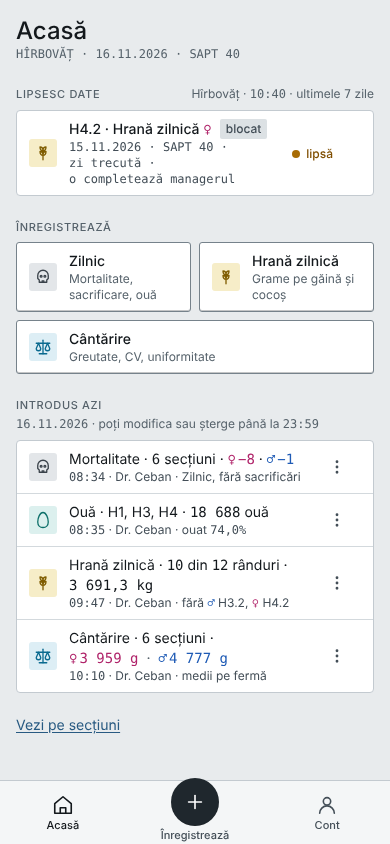 Acasă
HÎRBOVĂȚ · 16.11.2026 · SAPT 40
LIPSESC DATE
Hîrbovăț · 10:40 · ultimele 7 zile
H4.2 · Hrană zilnică ♀ blocat
15.11.2026 · SAPT 40 ·
zi trecută ·
o completează managerul
lipsă
ÎNREGISTREAZĂ
Zilnic
Mortalitate,
sacrificare, ouă
Hrană zilnică
Grame pe găină și
cocoș
Cântărire
Greutate, CV, uniformitate
INTRODUS AZI
16.11.2026 · poți modifica sau șterge până la 23:59
Mortalitate · 6 secțiuni · ♀−8 · ♂−1
08:34 · Dr. Ceban · Zilnic, fără sacrificări
Ouă · H1, H3, H4 · 18 688 ouă
08:35 · Dr. Ceban · ouat 74,0%
Hrană zilnică · 10 din 12 rânduri ·
3 691,3 kg
09:47 · Dr. Ceban · fără ♂ H3.2, ♀ H4.2
Cântărire · 6 secțiuni ·
♀3 959 g · ♂4 777 g
10:10 · Dr. Ceban · medii pe fermă
Vezi pe secțiuni
Acasă
Înregistrează
Cont